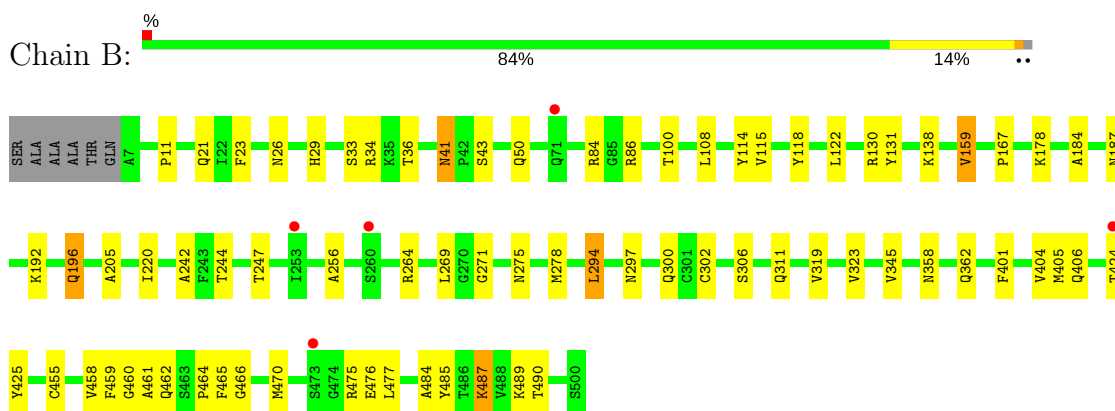 %
Chain B:
84% 14% ••
SER ALA ALA ALA THR GLN A7 P11 Q21 I22 F23 N26 H29 S33 R34 K35 T36 N41 P42 S43 Q50 Q71 R84 G85 R86 T100 L108 Y114 V115 Y118 L122 R130 Y131 K138 V159 P167 K178 A184
K192 Q196 A205 I220 A242 F243 T244 T247 I253 A256 S260 R264 L269 G270 G271 N275 M278 L294 N297 Q300 C301 C302 S306 Q311 V319 V323 V345 N358 Q362 F401 V404 M405 Q406
Y425 C455 V458 F459 G460 A461 Q462 S463 P464 F465 G466 M470 S473 G474 R475 E476 L477 A484 Y485 T486 K487 V488 K489 T490 S500